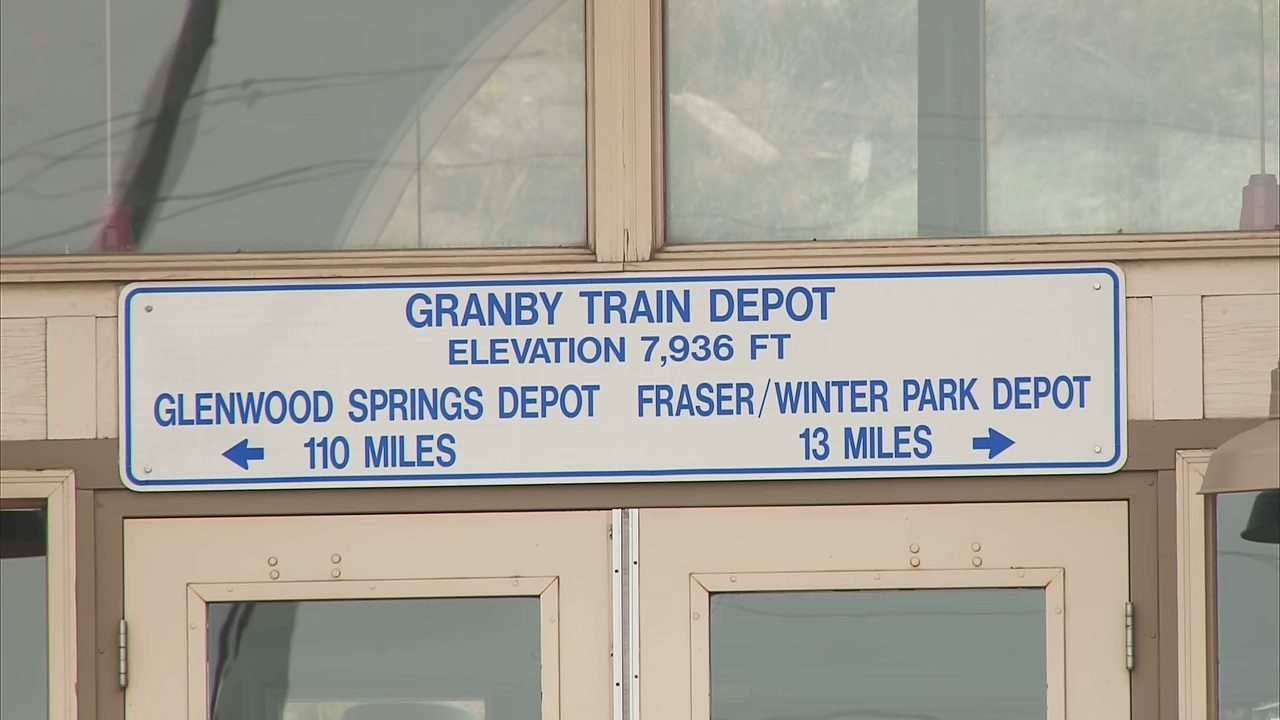 GRANBY TRAIN DEPOT
ELEVATION 7,936 FT
GLENWOOD SPRINGS DEPOT FRASER/WINTER PARK DEPOT
110 MILES 13 MILES